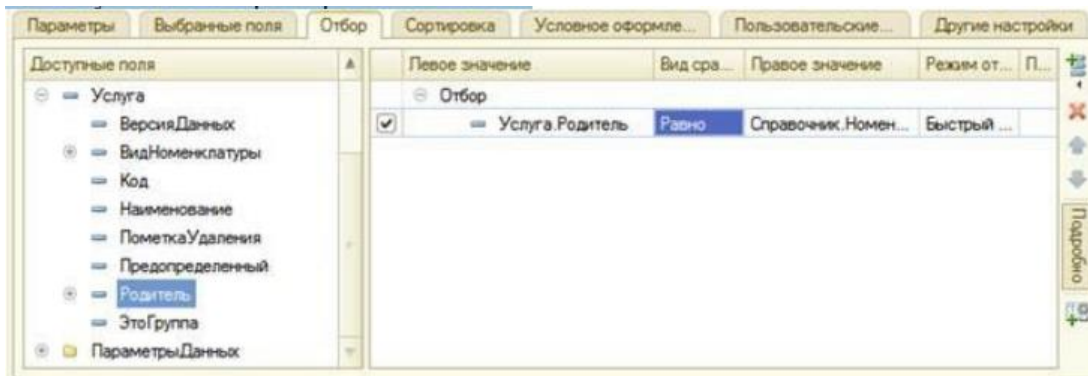 Параметры Выбранные поля Отбор Сортировка Условное оформле... Пользовательские... Другие настройки
Доступные поля
Услуга
ВерсияДанных
ВидНоменклатуры
Код
Наименование
ПометкаУдаления
Предопределенный
Родитель
ЭтоГруппа
ПараметрыДанных
Левое значение Вид сра... Правое значение Режим от... П...
Отбор
Услуга.Родитель Равно Справочник.Номен... Быстрый ...
Подробно